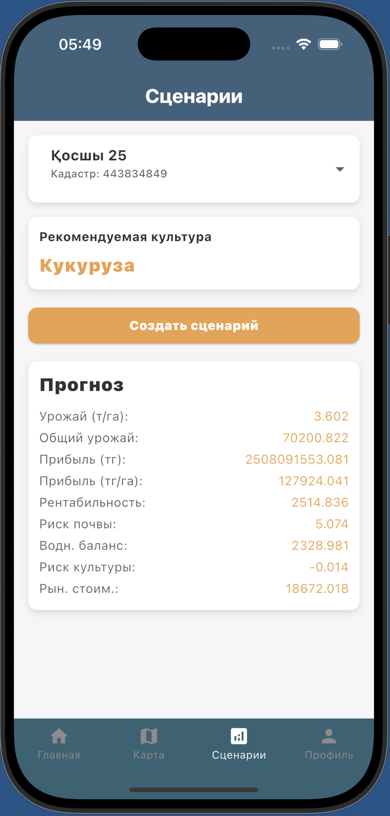 05:49
Сценарии
Қосшы 25
Кадастр: 443834849
Рекомендуемая культура
Кукуруза
Создать сценарий
Прогноз
Урожай (т/га): 3.602
Общий урожай: 70200.822
Прибыль (тг): 2508091553.081
Прибыль (тг/га): 127924.041
Рентабильность: 2514.836
Риск почвы: 5.074
Водн. баланс: 2328.981
Риск культуры: -0.014
Рын. стоим.: 18672.018
Главная Карта Сценарии Профиль